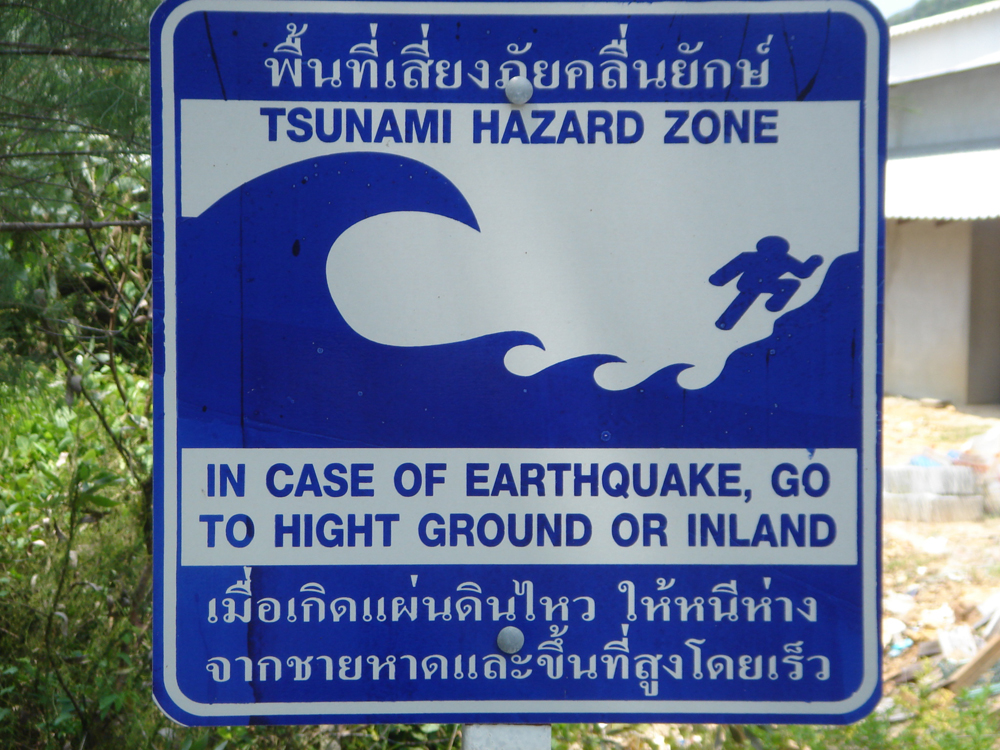 พื้นที่เสี่ยงภัยคลื่นยักษ์
TSUNAMI HAZARD ZONE
IN CASE OF EARTHQUAKE, GO
TO HIGHT GROUND OR INLAND
เมื่อเกิดแผ่นดินไหว ให้หนีห่าง
จากชายหาดและขึ้นที่สูงโดยเร็ว